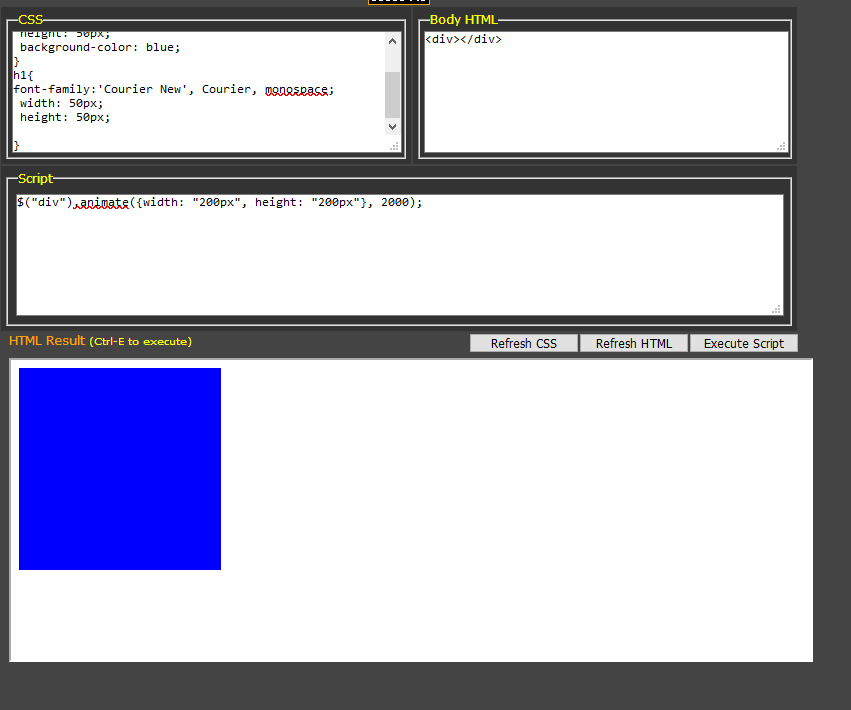 CSS
height: 50px;
background-color: blue;
}
h1{
font-family:'Courier New', Courier, monospace;
width: 50px;
height: 50px;
}
Body HTML
<div></div>
Script
$("div").animate({width: "200px", height: "200px"}, 2000);
HTML Result (Ctrl-E to execute)
Refresh CSS
Refresh HTML
Execute Script